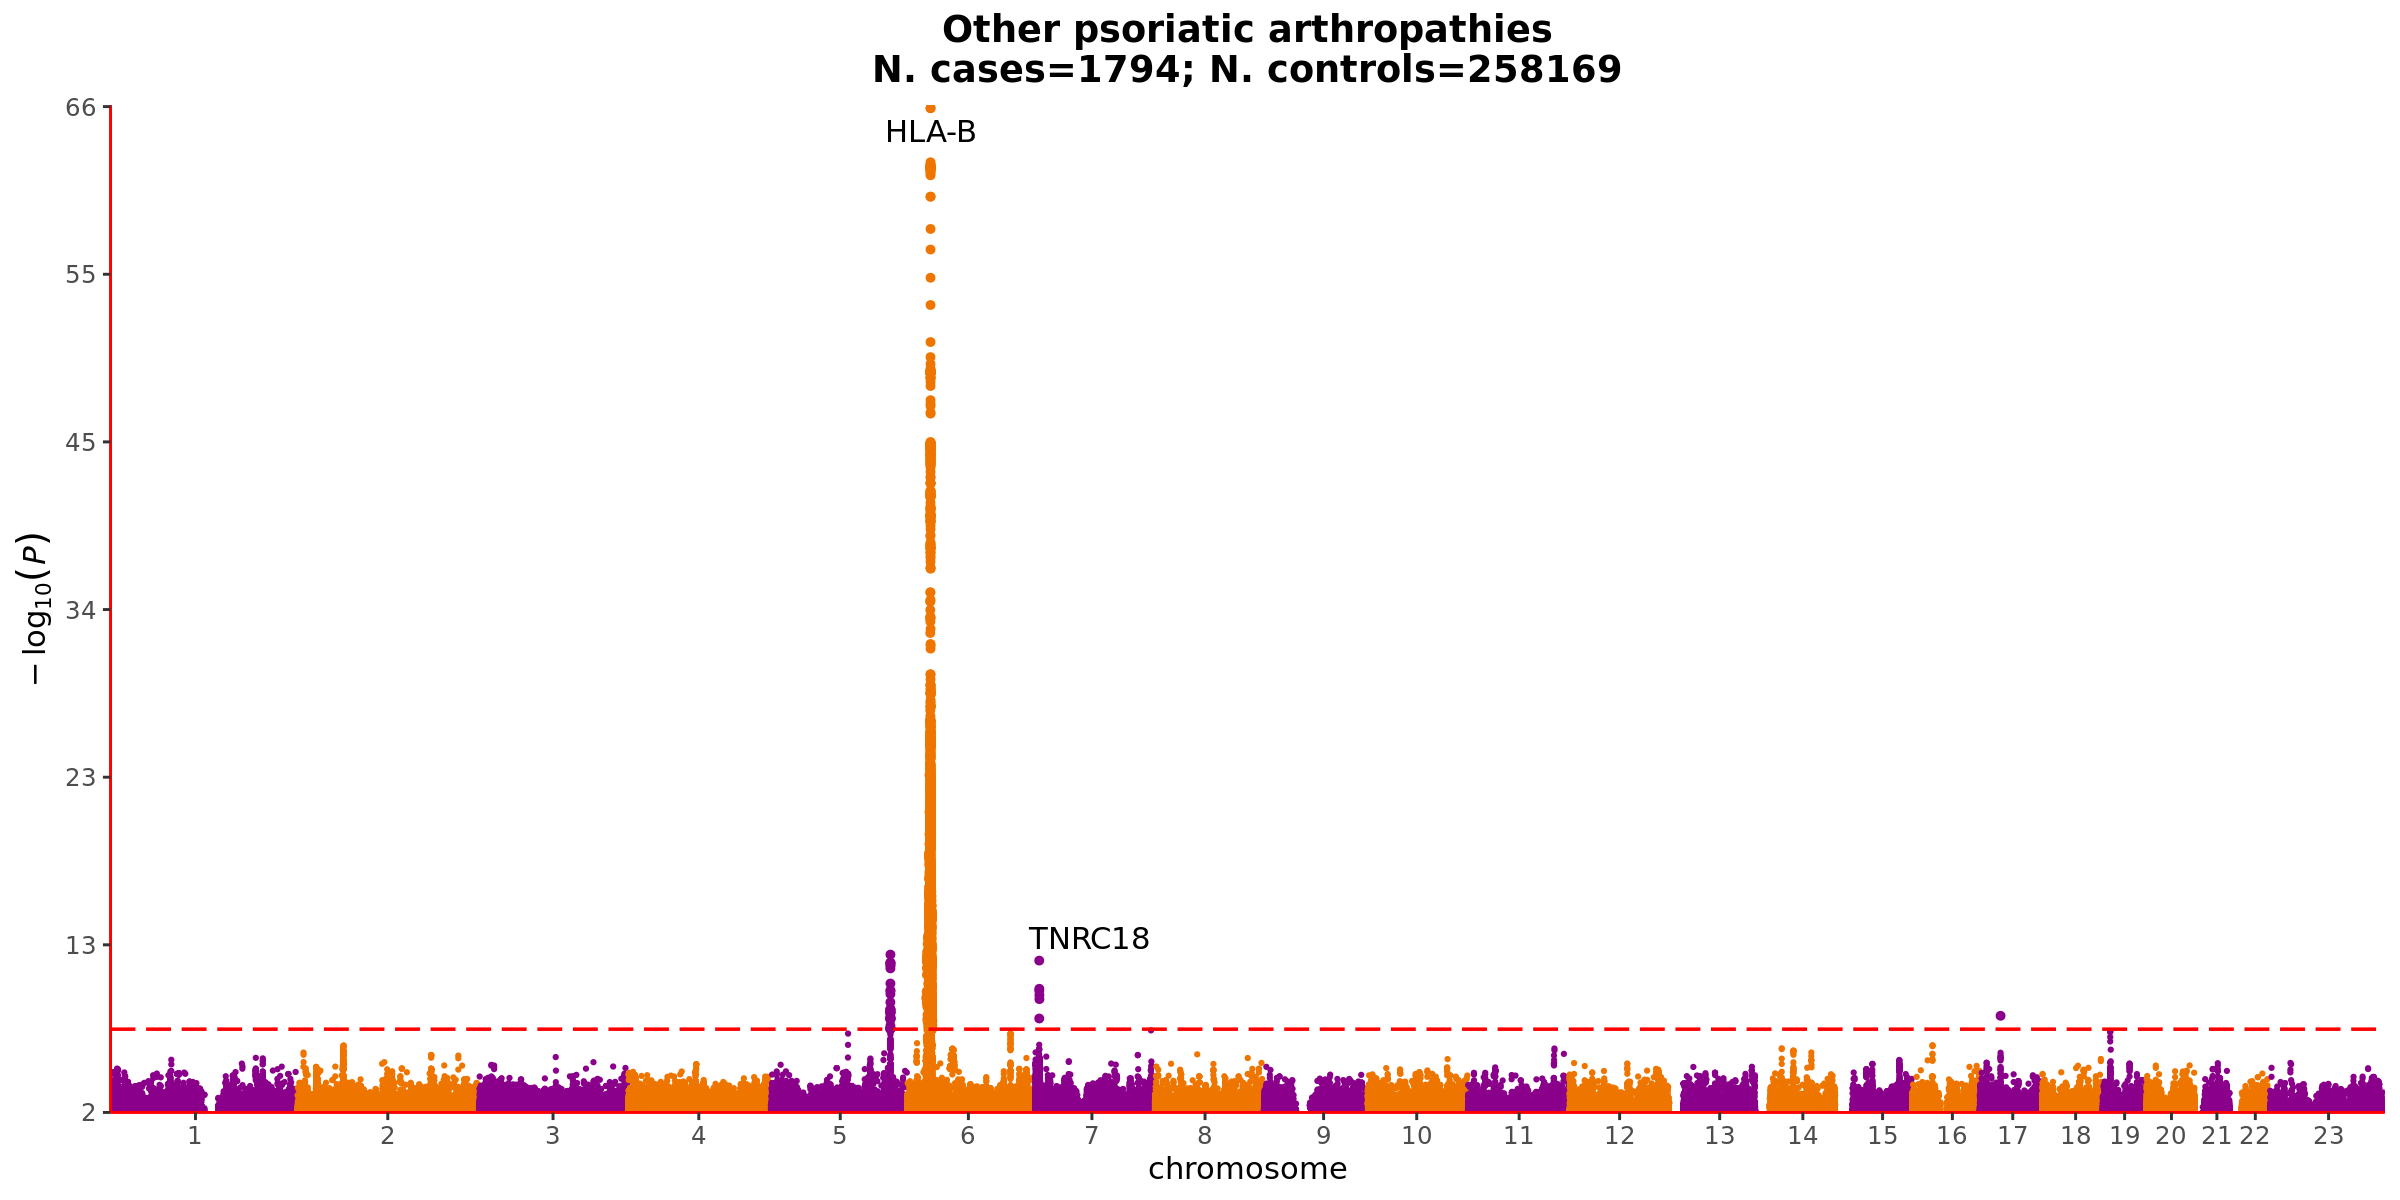 Other psoriatic arthropathies
N. cases=1794; N. controls=258169
66
HLA-B
55
45
34
23
13
TNRC18
2
−log10(P)
1 2 3 4 5 6 7 8 9 10 11 12 13 14 15 16 17 18 19 20 21 22 23
chromosome